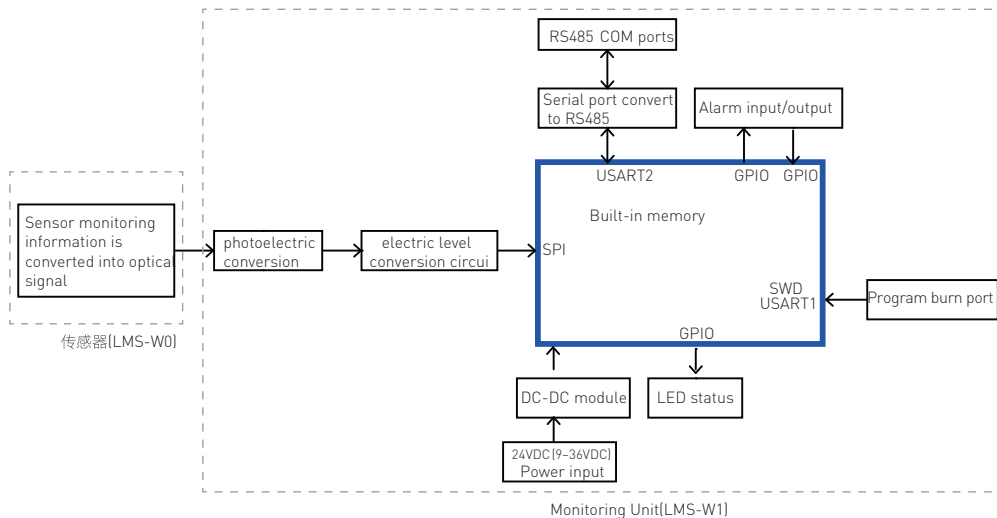 RS485 COM ports
Serial port convert
to RS485
Alarm input/output
USART2
GPIO
GPIO
Built-in memory
Sensor monitoring
information is
converted into optical
signal
photoelectric
conversion
electric level
conversion circui
SPI
SWD
USART1
Program burn port
传感器(LMS-W0)
GPIO
DC-DC module
LED status
24VDC(9–36VDC)
Power input
Monitoring Unit(LMS-W1)